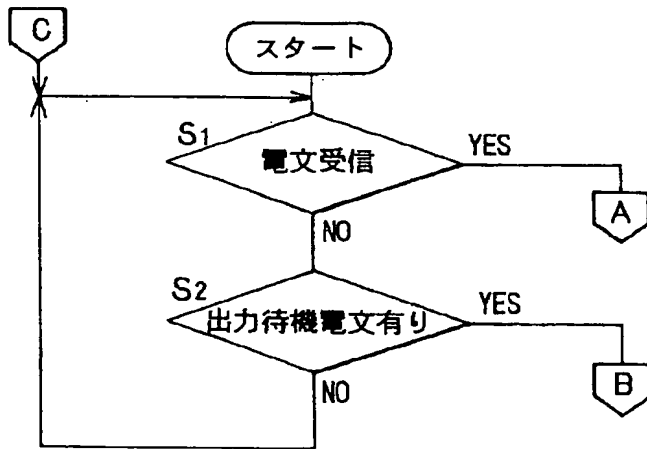 C
スタート
S1
電文受信
YES
A
NO
S2
出力待機電文有り
YES
B
NO